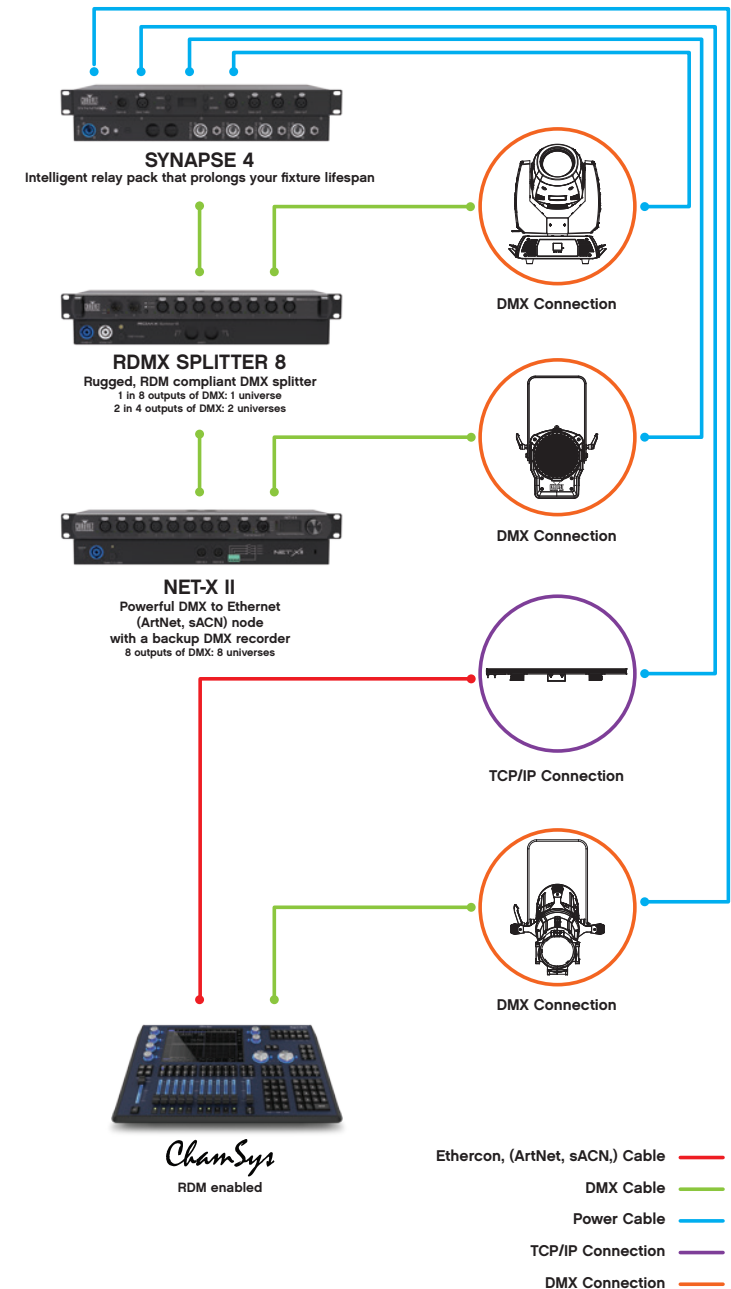 CHAUVET
SYNAPSE 4
Intelligent relay pack that prolongs your fixture lifespan
DMX Connection
RDMX SPLITTER 8
Rugged, RDM compliant DMX splitter
1 in 8 outputs of DMX: 1 universe
2 in 4 outputs of DMX: 2 universes
DMX Connection
CHAUVET
NET-X II
NET-X II
Powerful DMX to Ethernet
(ArtNet, sACN) node
with a backup DMX recorder
8 outputs of DMX: 8 universes
TCP/IP Connection
DMX Connection
ChamSys
RDM enabled
Ethercon, (ArtNet, sACN,) Cable
DMX Cable
Power Cable
TCP/IP Connection
DMX Connection